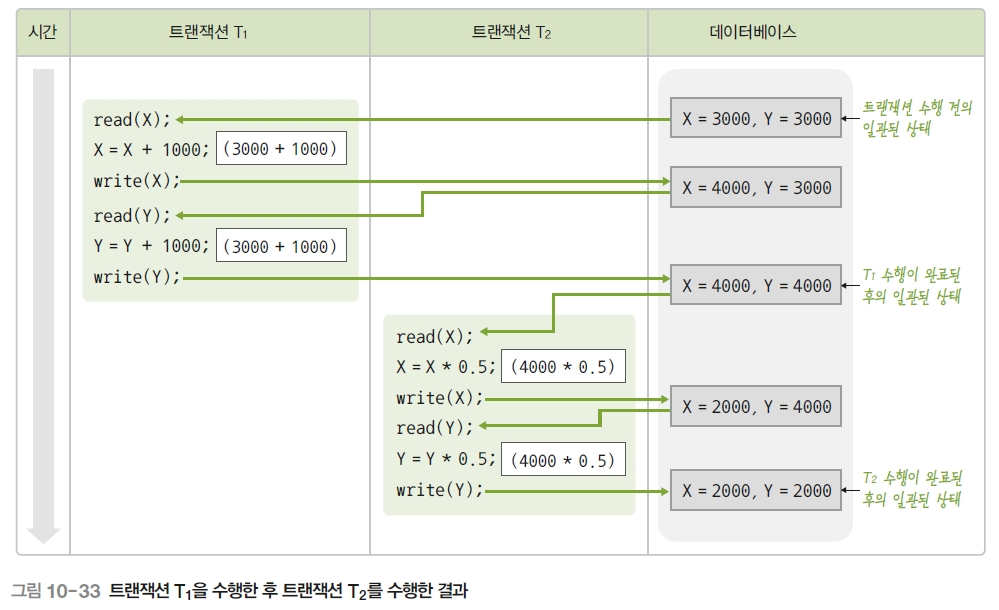 시간 트랜잭션 T1 트랜잭션 T2 데이터베이스
read(X);
X = X + 1000; (3000 + 1000)
write(X);
read(Y);
Y = Y + 1000; (3000 + 1000)
write(Y);
read(X);
X = X * 0.5; (4000 * 0.5)
write(X);
read(Y);
Y = Y * 0.5; (4000 * 0.5)
write(Y);
X = 3000, Y = 3000
트랜잭션 수행 전의
일관된 상태
X = 4000, Y = 3000
X = 4000, Y = 4000
T1 수행이 완료된
후의 일관된 상태
X = 2000, Y = 4000
X = 2000, Y = 2000
T2 수행이 완료된
후의 일관된 상태
그림 10-33 트랜잭션 T1을 수행한 후 트랜잭션 T2를 수행한 결과